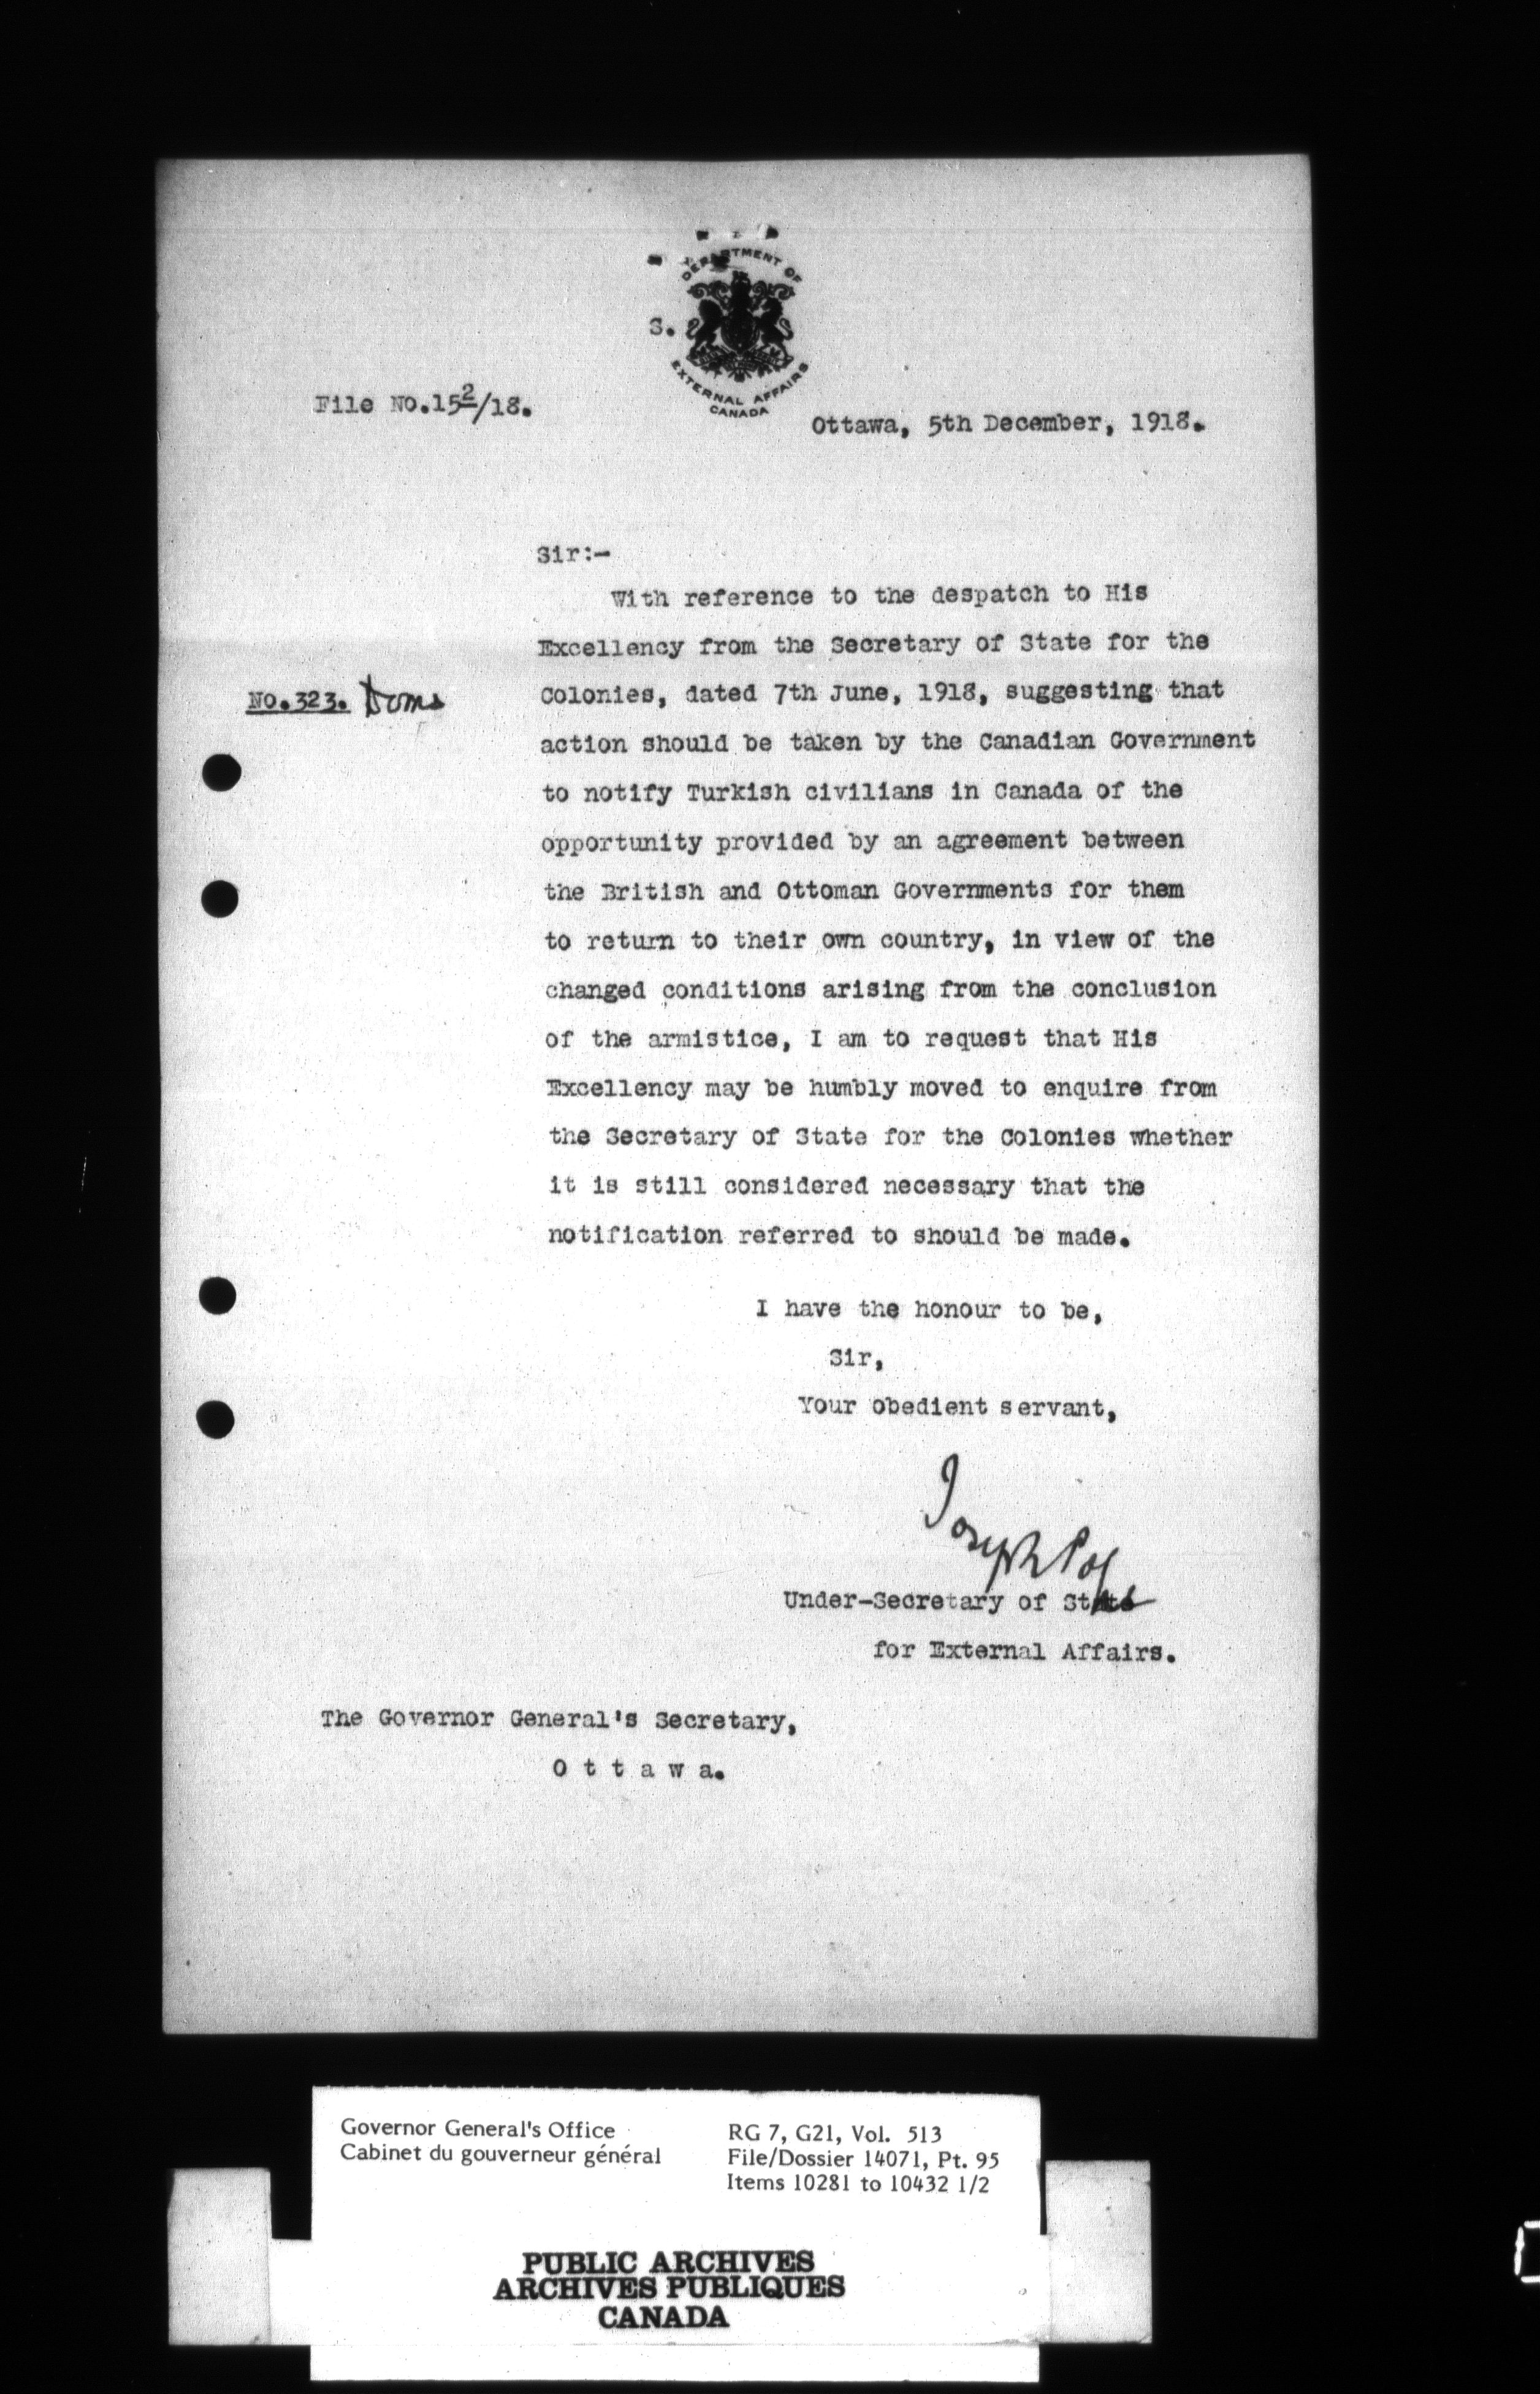 DEPARTMENT OF
S.
EXTERNAL AFFAIRS
CANADA
File No.15 2/18.
Ottawa, 5th December, 1918.
Sir:-
With reference to the despatch to His
Excellency from the Secretary of State for the
No.323. Doms
Colonies, dated 7th June, 1918, suggesting that
action should be taken by the Canadian Government
to notify Turkish civilians in Canada of the
opportunity provided by an agreement between
the British and Ottoman Governments for them
to return to their own country, in view of the
changed conditions arising from the conclusion
of the armistice, I am to request that His
Excellency may be humbly moved to enquire from
the Secretary of State for the Colonies whether
it is still considered necessary that the
notification referred to should be made.
I have the honour to be,
Sir,
Your obedient servant,
Joseph Pope
Under-Secretary of State
for External Affairs.
The Governor General's Secretary,
O t t a w a.
Governor General's Office
Cabinet du gouverneur général
RG 7, G21, Vol. 513
File/Dossier 14071, Pt. 95
Items 10281 to 10432 1/2
PUBLIC ARCHIVES
ARCHIVES PUBLIQUES
CANADA